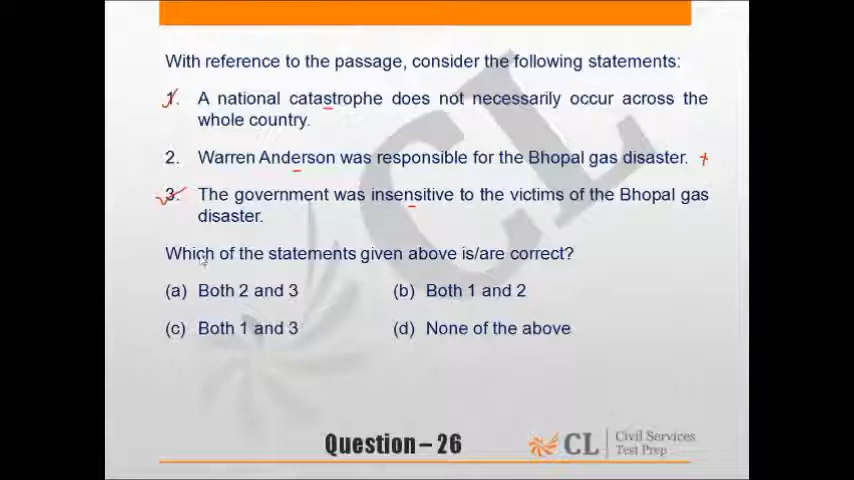 With reference to the passage, consider the following statements:
1. A national catastrophe does not necessarily occur across the
whole country.
2. Warren Anderson was responsible for the Bhopal gas disaster.
3. The government was insensitive to the victims of the Bhopal gas
disaster.
Which of the statements given above is/are correct?
(a) Both 2 and 3 (b) Both 1 and 2
(c) Both 1 and 3 (d) None of the above
Question – 26
CL Civil Services
Test Prep